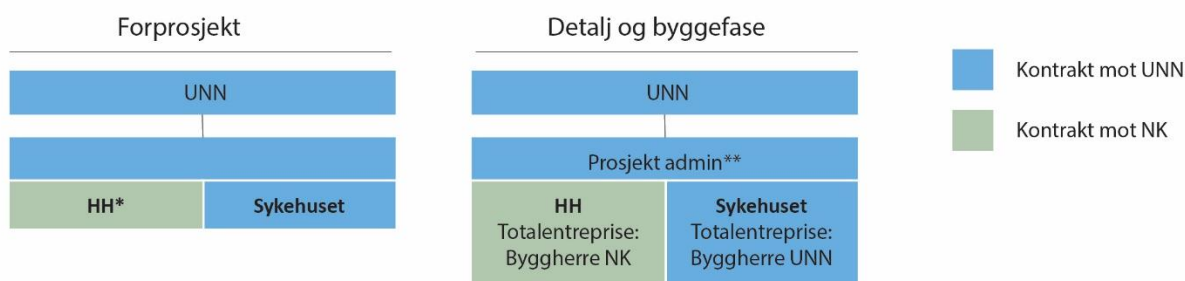 Forprosjekt
UNN
HH*
Sykehuset
Detalj og byggefase
UNN
Prosjekt admin**
HH
Totalentreprise:
Byggherre NK
Sykehuset
Totalentreprise:
Byggherre UNN
Kontrakt mot UNN
Kontrakt mot NK